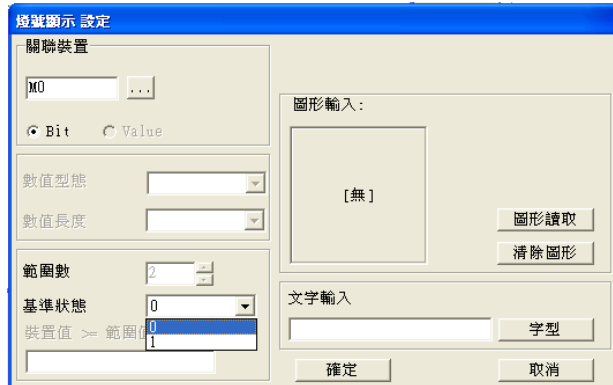 燈號顯示 設定
關聯裝置
M0
...
Bit
Value
數值型態
數值長度
範圍數
2
基準狀態
0
0
1
裝置值 >= 範圍值
圖形輸入:
[無]
圖形讀取
清除圖形
文字輸入
字型
確定
取消